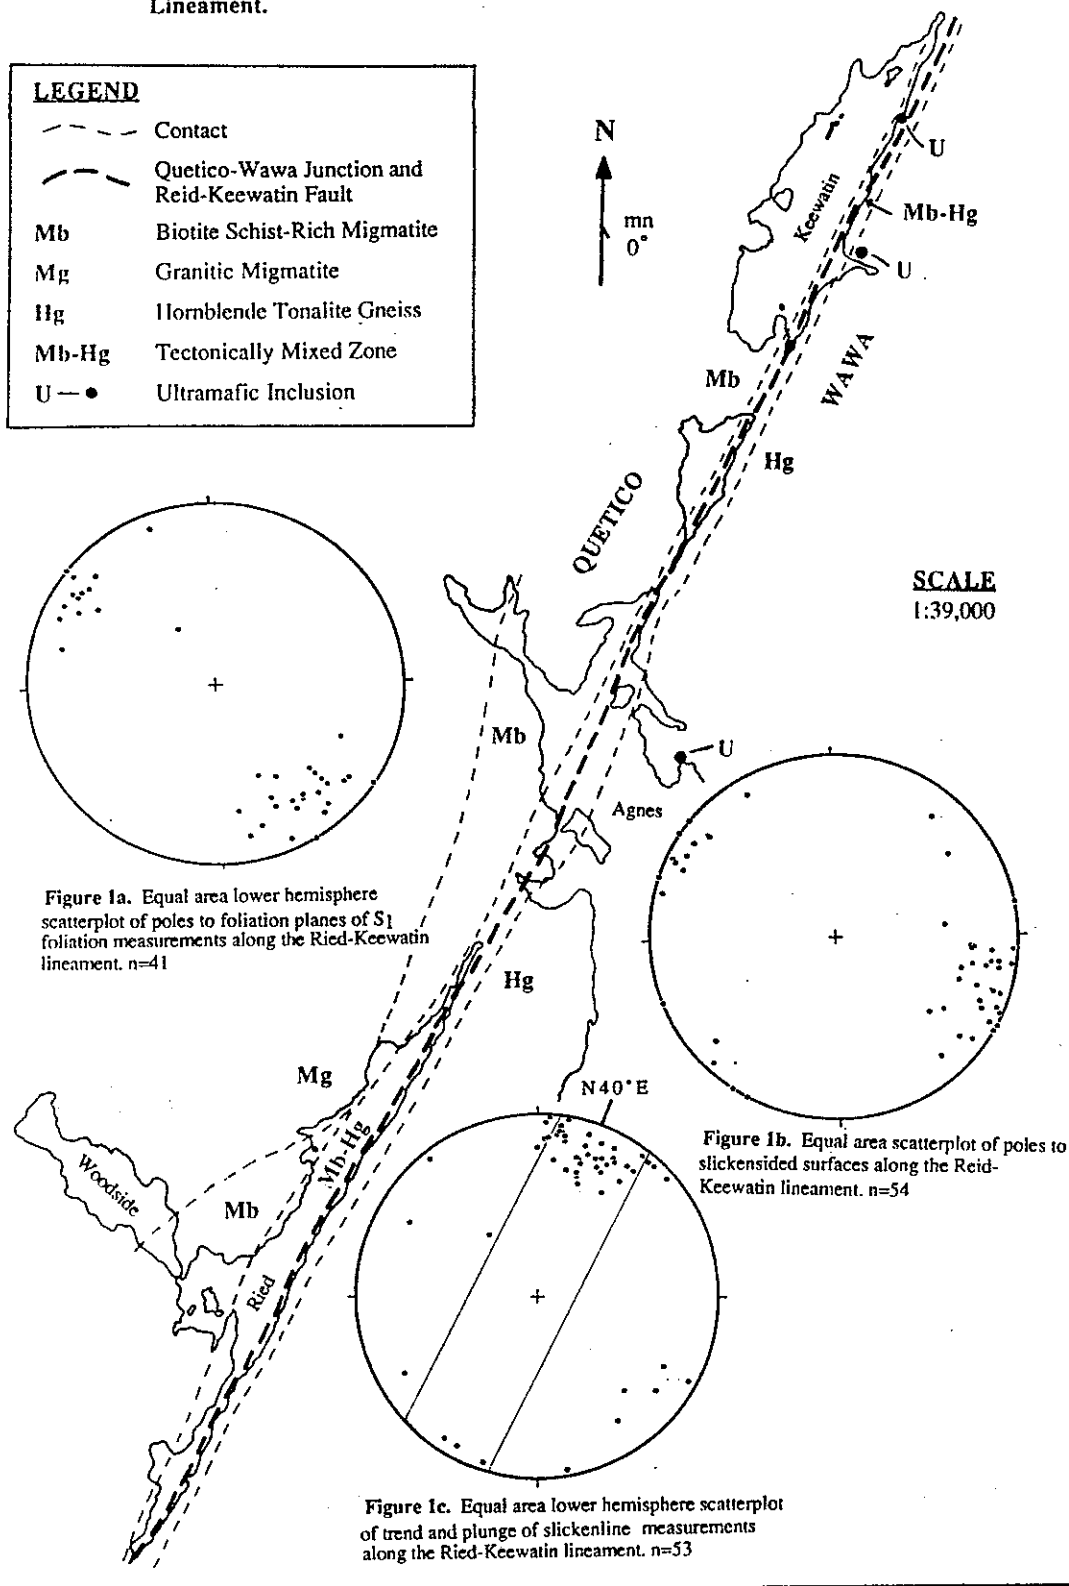 Lineament.
LEGEND
Contact
Quetico-Wawa Junction and
Reid-Keewatin Fault
Mb Biotite Schist-Rich Migmatite
Mg Granitic Migmatite
Hg Hornblende Tonalite Gneiss
Mb-Hg Tectonically Mixed Zone
U — ● Ultramafic Inclusion
N
mn
0°
U
Keewatin
Mb-Hg
U
Mb
WAWA
Hg
QUETICO
SCALE
1:39,000
Mb
U
Agnes
Figure 1a. Equal area lower hemisphere
scatterplot of poles to foliation planes of S1
foliation measurements along the Ried-Keewatin
lineament. n=41
Hg
Mg
N40°E
Mb-Hg
Woodside
Mb
Ried
Figure 1b. Equal area scatterplot of poles to
slickensided surfaces along the Reid-
Keewatin lineament. n=54
Figure 1c. Equal area lower hemisphere scatterplot
of trend and plunge of slickenline measurements
along the Ried-Keewatin lineament. n=53